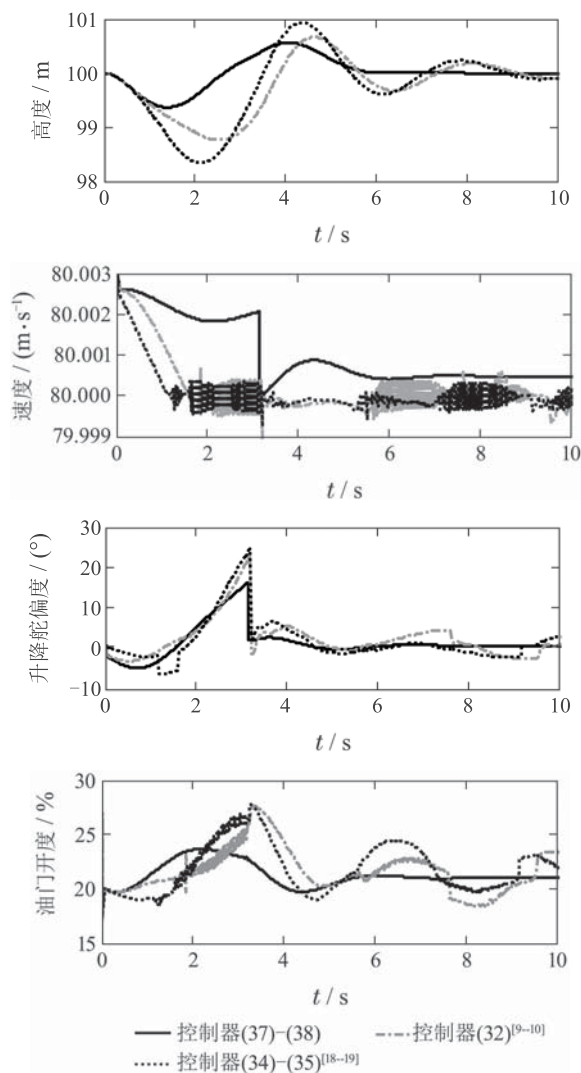 高度 / m
101
100
99
98
0 2 4 6 8 10
t / s
速度 / (m·s⁻¹)
80.003
80.002
80.001
80.000
79.999
0 2 4 6 8 10
t / s
升降舵偏度 / (°)
30
20
10
0
−10
0 2 4 6 8 10
t / s
油门开度 / %
30
25
20
15
0 2 4 6 8 10
t / s
控制器(37)−(38) 控制器(32)[9--10]
控制器(34)−(35)[18--19]